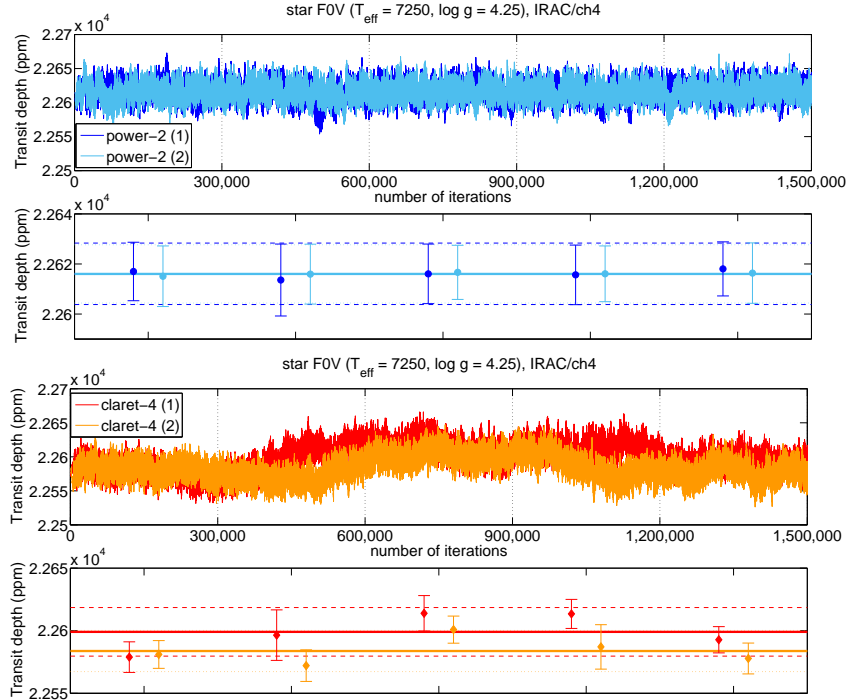 star F0V (T_eff = 7250, log g = 4.25), IRAC/ch4
x 10^4
2.27
2.265
2.26
2.255
2.25
Transit depth (ppm)
power−2 (1)
power−2 (2)
0 300,000 600,000 900,000 1,200,000 1,500,000
number of iterations
x 10^4
2.264
2.262
2.26
Transit depth (ppm)
star F0V (T_eff = 7250, log g = 4.25), IRAC/ch4
x 10^4
2.27
2.265
2.26
2.255
2.25
Transit depth (ppm)
claret−4 (1)
claret−4 (2)
0 300,000 600,000 900,000 1,200,000 1,500,000
number of iterations
x 10^4
2.265
2.26
2.255
Transit depth (ppm)